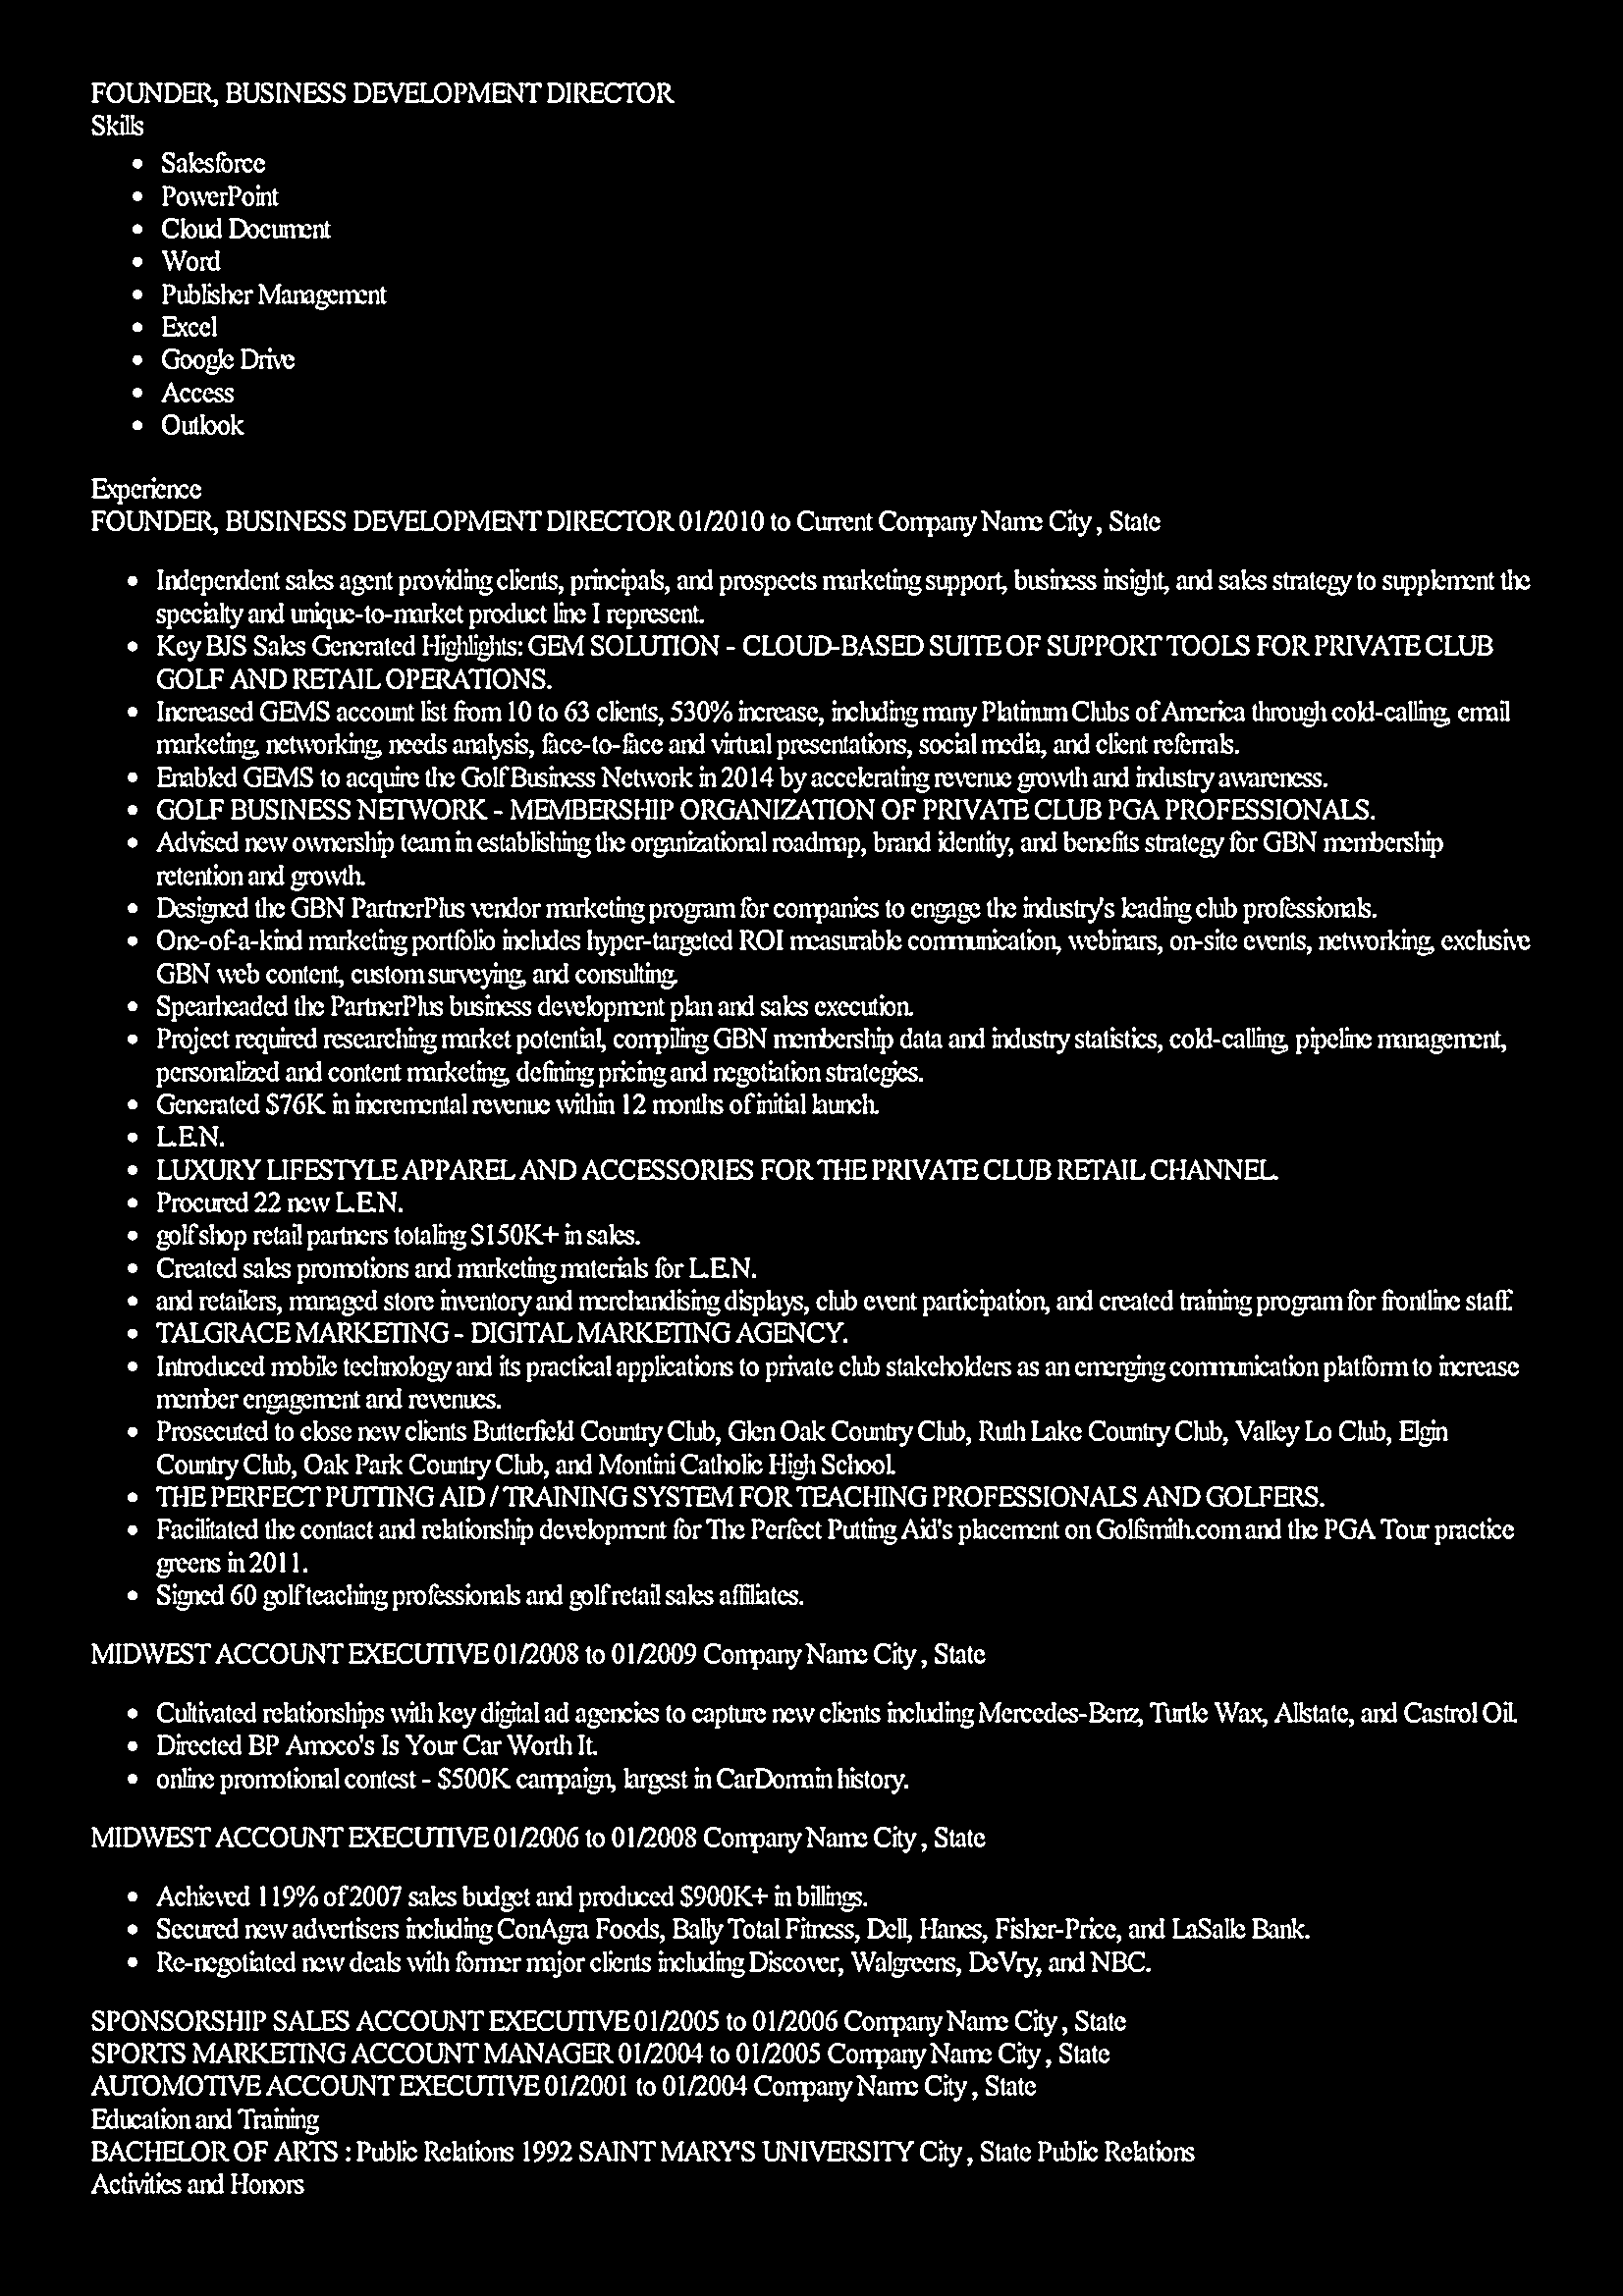 FOUNDER, BUSINESS DEVELOPMENT DIRECTOR
Skills
• Salesforce
• PowerPoint
• Cloud Document
• Word
• Publisher Management
• Excel
• Google Drive
• Access
• Outlook
Experience
FOUNDER, BUSINESS DEVELOPMENT DIRECTOR 01/2010 to Current Company Name City , State
• Independent sales agent providing clients, principals, and prospects marketing support, business insight, and sales strategy to supplement the
specialty and unique-to-market product line I represent.
• Key BJS Sales Generated Highlights: GEM SOLUTION - CLOUD-BASED SUITE OF SUPPORT TOOLS FOR PRIVATE CLUB
GOLF AND RETAIL OPERATIONS.
• Increased GEMS account list from 10 to 63 clients, 530% increase, including many Platinum Clubs of America through cold-calling, email
marketing, networking, needs analysis, face-to-face and virtual presentations, social media, and client referrals.
• Enabled GEMS to acquire the Golf Business Network in 2014 by accelerating revenue growth and industry awareness.
• GOLF BUSINESS NETWORK - MEMBERSHIP ORGANIZATION OF PRIVATE CLUB PGA PROFESSIONALS.
• Advised new ownership team in establishing the organizational roadmap, brand identity, and benefits strategy for GBN membership
retention and growth.
• Designed the GBN PartnerPlus vendor marketing program for companies to engage the industry's leading club professionals.
• One-of-a-kind marketing portfolio includes hyper-targeted ROI measurable communication, webinars, on-site events, networking, exclusive
GBN web content, custom surveying, and consulting.
• Spearheaded the PartnerPlus business development plan and sales execution.
• Project required researching market potential, compiling GBN membership data and industry statistics, cold-calling, pipeline management,
personalized and content marketing, defining pricing and negotiation strategies.
• Generated $76K in incremental revenue within 12 months of initial launch.
• L.E.N.
• LUXURY LIFESTYLE APPAREL AND ACCESSORIES FOR THE PRIVATE CLUB RETAIL CHANNEL.
• Procured 22 new L.E.N.
• golf shop retail partners totaling $150K+ in sales.
• Created sales promotions and marketing materials for L.E.N.
• and retailers, managed store inventory and merchandising displays, club event participation, and created training program for frontline staff.
• TALGRACE MARKETING - DIGITAL MARKETING AGENCY.
• Introduced mobile technology and its practical applications to private club stakeholders as an emerging communication platform to increase
member engagement and revenues.
• Prosecuted to close new clients Butterfield Country Club, Glen Oak Country Club, Ruth Lake Country Club, Valley Lo Club, Elgin
Country Club, Oak Park Country Club, and Montini Catholic High School.
• THE PERFECT PUTTING AID / TRAINING SYSTEM FOR TEACHING PROFESSIONALS AND GOLFERS.
• Facilitated the contact and relationship development for The Perfect Putting Aid's placement on Golfsmith.com and the PGA Tour practice
greens in 2011.
• Signed 60 golf teaching professionals and golf retail sales affiliates.
MIDWEST ACCOUNT EXECUTIVE 01/2008 to 01/2009 Company Name City , State
• Cultivated relationships with key digital ad agencies to capture new clients including Mercedes-Benz, Turtle Wax, Allstate, and Castrol Oil.
• Directed BP Amoco's Is Your Car Worth It.
• online promotional contest - $500K campaign, largest in CarDomain history.
MIDWEST ACCOUNT EXECUTIVE 01/2006 to 01/2008 Company Name City , State
• Achieved 119% of 2007 sales budget and produced $900K+ in billings.
• Secured new advertisers including ConAgra Foods, Bally Total Fitness, Dell, Hanes, Fisher-Price, and LaSalle Bank.
• Re-negotiated new deals with former major clients including Discover, Walgreens, DeVry, and NBC.
SPONSORSHIP SALES ACCOUNT EXECUTIVE 01/2005 to 01/2006 Company Name City , State
SPORTS MARKETING ACCOUNT MANAGER 01/2004 to 01/2005 Company Name City , State
AUTOMOTIVE ACCOUNT EXECUTIVE 01/2001 to 01/2004 Company Name City , State
Education and Training
BACHELOR OF ARTS : Public Relations 1992 SAINT MARY'S UNIVERSITY City , State Public Relations
Activities and Honors